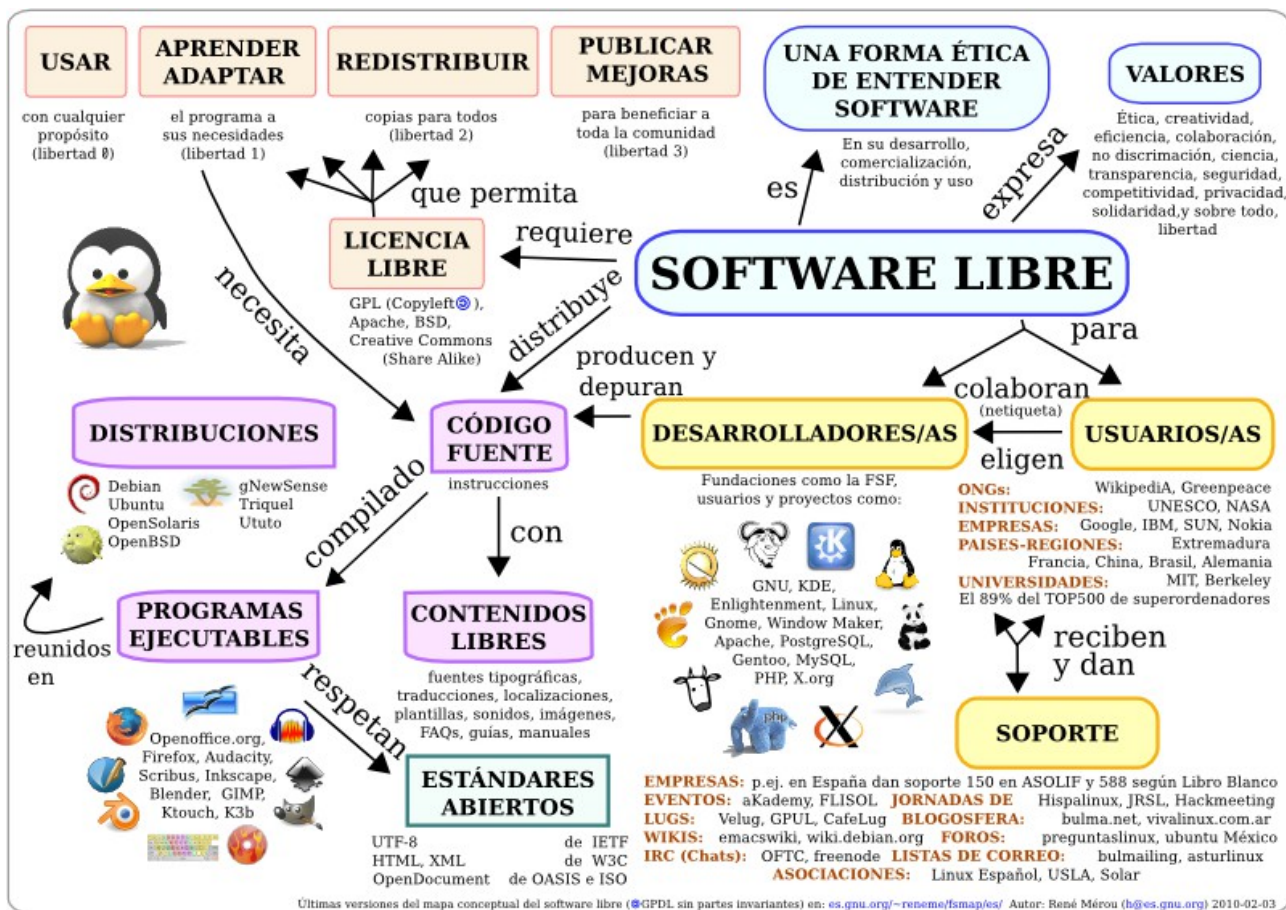 USAR
con cualquier
propósito
(libertad 0)
APRENDER
ADAPTAR
el programa a
sus necesidades
(libertad 1)
REDISTRIBUIR
copias para todos
(libertad 2)
PUBLICAR
MEJORAS
para beneficiar a
toda la comunidad
(libertad 3)
UNA FORMA ÉTICA
DE ENTENDER
SOFTWARE
En su desarrollo,
comercialización,
distribución y uso
VALORES
Ética, creatividad,
eficiencia, colaboración,
no discrimación, ciencia,
transparencia, seguridad,
competitividad, privacidad,
solidaridad,y sobre todo,
libertad
es
expresa
que permita
LICENCIA
LIBRE
GPL (Copyleft),
Apache, BSD,
Creative Commons
(Share Alike)
requiere
SOFTWARE LIBRE
necesita
distribuye
para
producen y
depuran
colaboran
(netiqueta)
DISTRIBUCIONES
Debian
Ubuntu
OpenSolaris
OpenBSD
gNewSense
Triquel
Ututo
CÓDIGO
FUENTE
instrucciones
DESARROLLADORES/AS
Fundaciones como la FSF,
usuarios y proyectos como:
GNU, KDE,
Enlightenment, Linux,
Gnome, Window Maker,
Apache, PostgreSQL,
Gentoo, MySQL,
PHP, X.org
php
eligen
USUARIOS/AS
ONGs: WikipediA, Greenpeace
INSTITUCIONES: UNESCO, NASA
EMPRESAS: Google, IBM, SUN, Nokia
PAISES-REGIONES: Extremadura
Francia, China, Brasil, Alemania
UNIVERSIDADES: MIT, Berkeley
El 89% del TOP500 de superordenadores
compilado
con
PROGRAMAS
EJECUTABLES
reunidos
en
Openoffice.org,
Firefox, Audacity,
Scribus, Inkscape,
Blender, GIMP,
Ktouch, K3b
CONTENIDOS
LIBRES
fuentes tipográficas,
traducciones, localizaciones,
plantillas, sonidos, imágenes,
FAQs, guías, manuales
respetan
ESTÁNDARES
ABIERTOS
UTF-8 de IETF
HTML, XML de W3C
OpenDocument de OASIS e ISO
reciben
y dan
SOPORTE
EMPRESAS: p.ej. en España dan soporte 150 en ASOLIF y 588 según Libro Blanco
EVENTOS: aKademy, FLISOL JORNADAS DE Hispalinux, JRSL, Hackmeeting
LUGS: Velug, GPUL, CafeLug BLOGOSFERA: bulma.net, vivalinux.com.ar
WIKIS: emacswiki, wiki.debian.org FOROS: preguntaslinux, ubuntu México
IRC (Chats): OFTC, freenode LISTAS DE CORREO: bulmailing, asturlinux
ASOCIACIONES: Linux Español, USLA, Solar
Últimas versiones del mapa conceptual del software libre (GPDL sin partes invariantes) en: es.gnu.org/~reneme/fsmap/es/ Autor: René Mérou (h@es.gnu.org) 2010-02-03